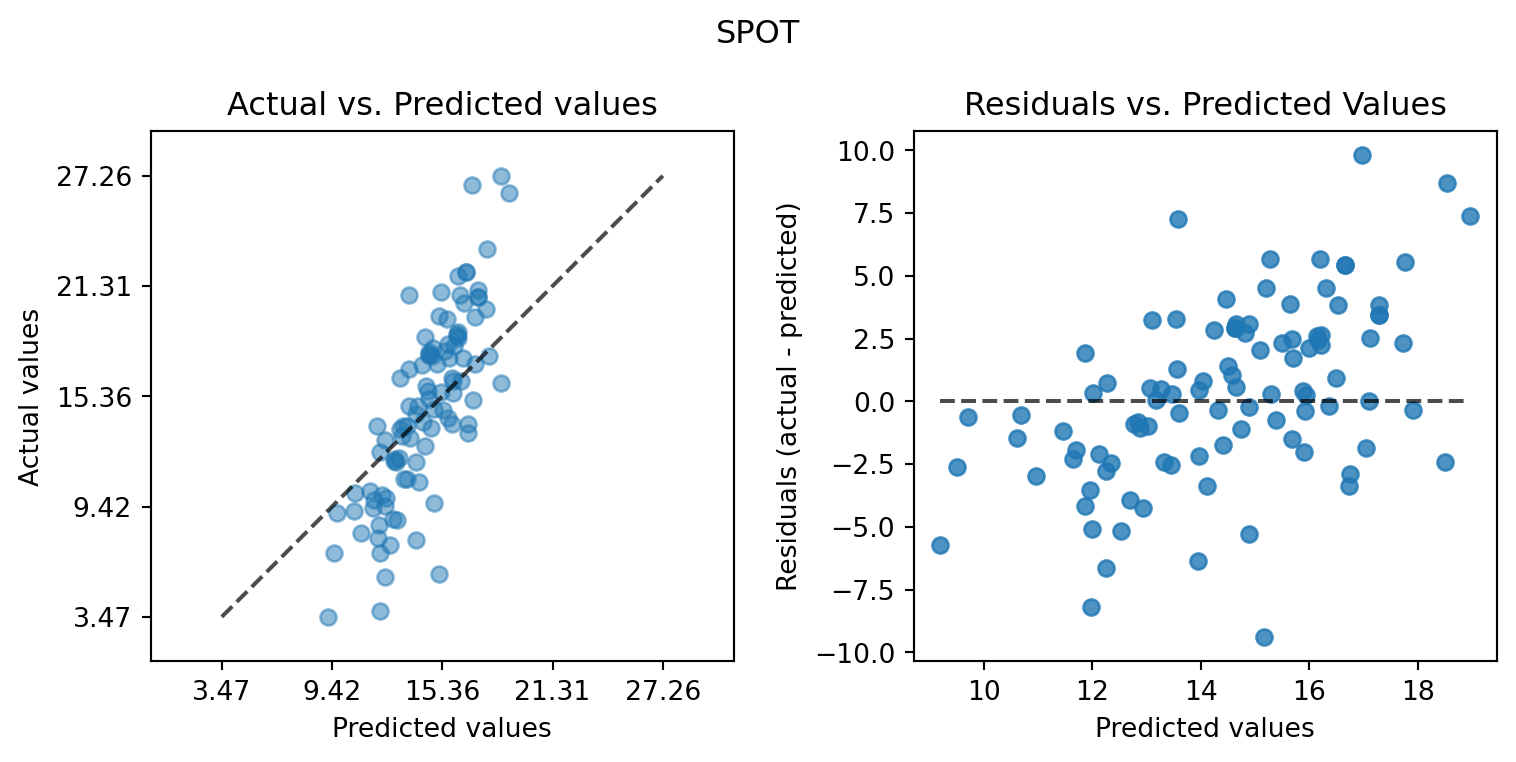 SPOT
Actual vs. Predicted values
Actual values
27.26
21.31
15.36
9.42
3.47
3.47 9.42 15.36 21.31 27.26
Predicted values
Residuals vs. Predicted Values
Residuals (actual - predicted)
10.0
7.5
5.0
2.5
0.0
−2.5
−5.0
−7.5
−10.0
10 12 14 16 18
Predicted values